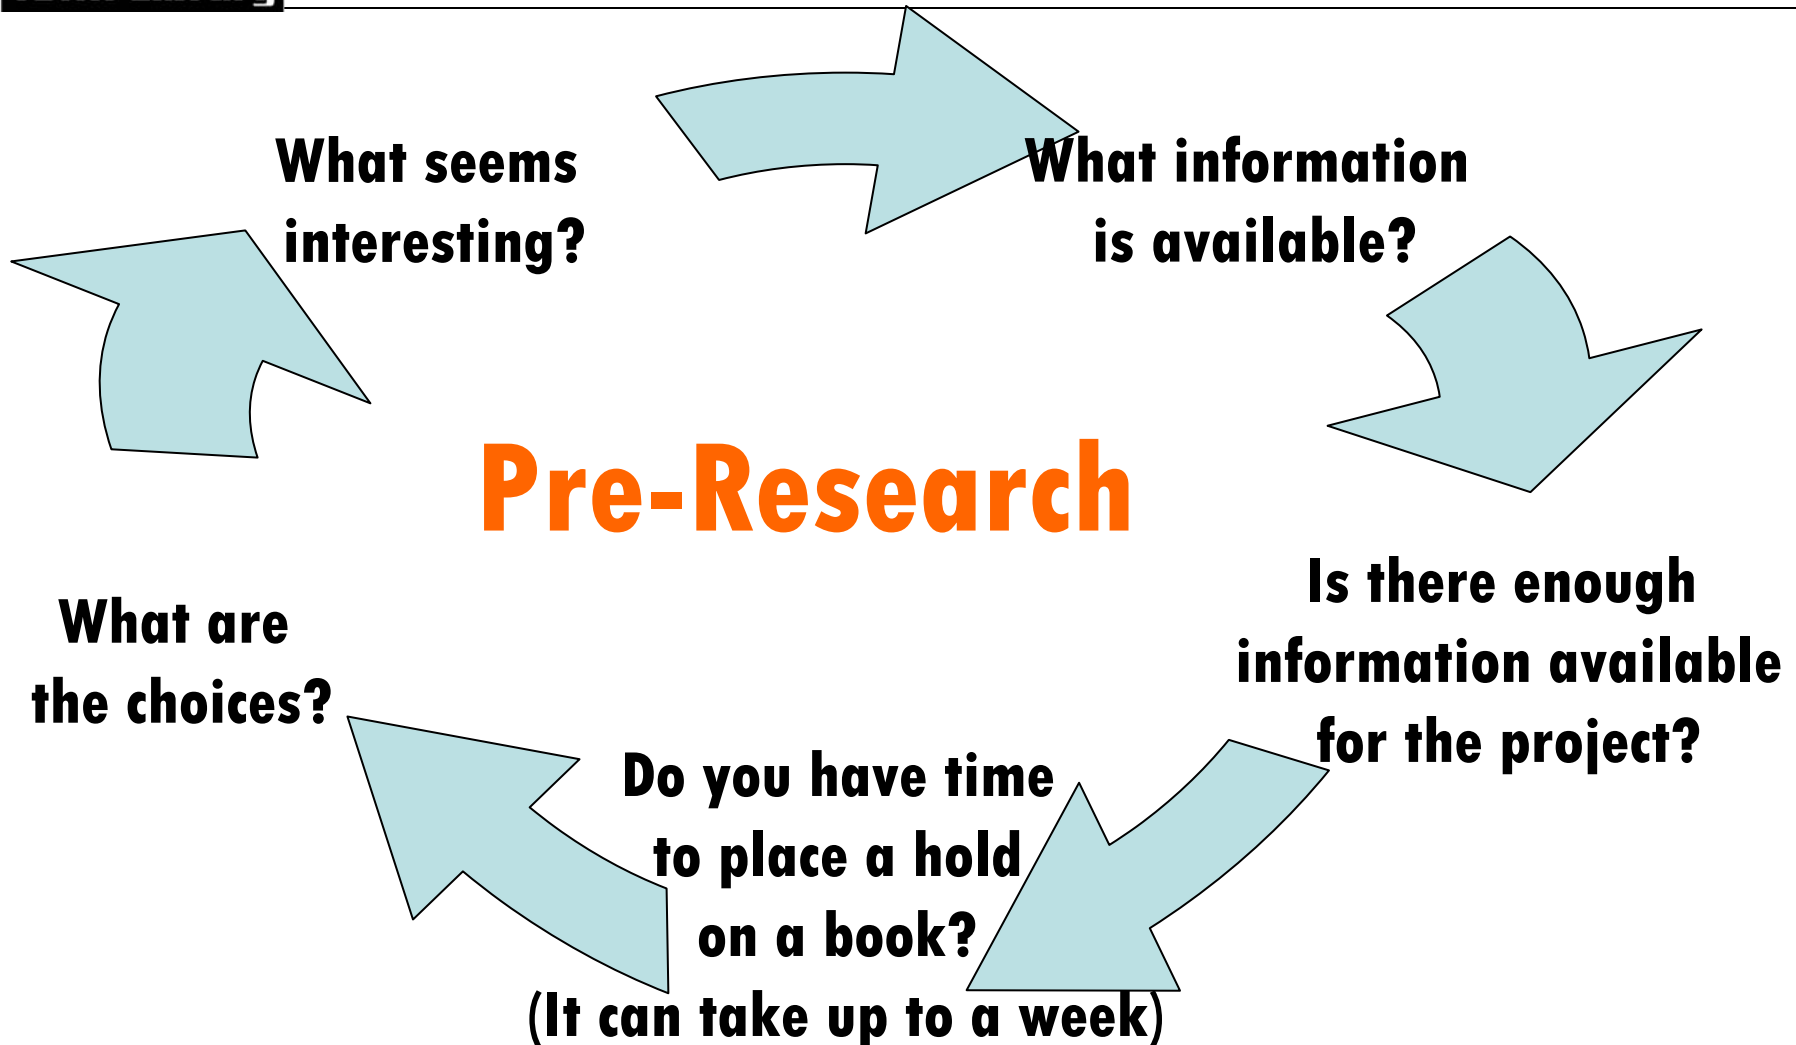 What seems
interesting?
What information
is available?
Pre-Research
Is there enough
information available
for the project?
What are
the choices?
Do you have time
to place a hold
on a book?
(It can take up to a week)